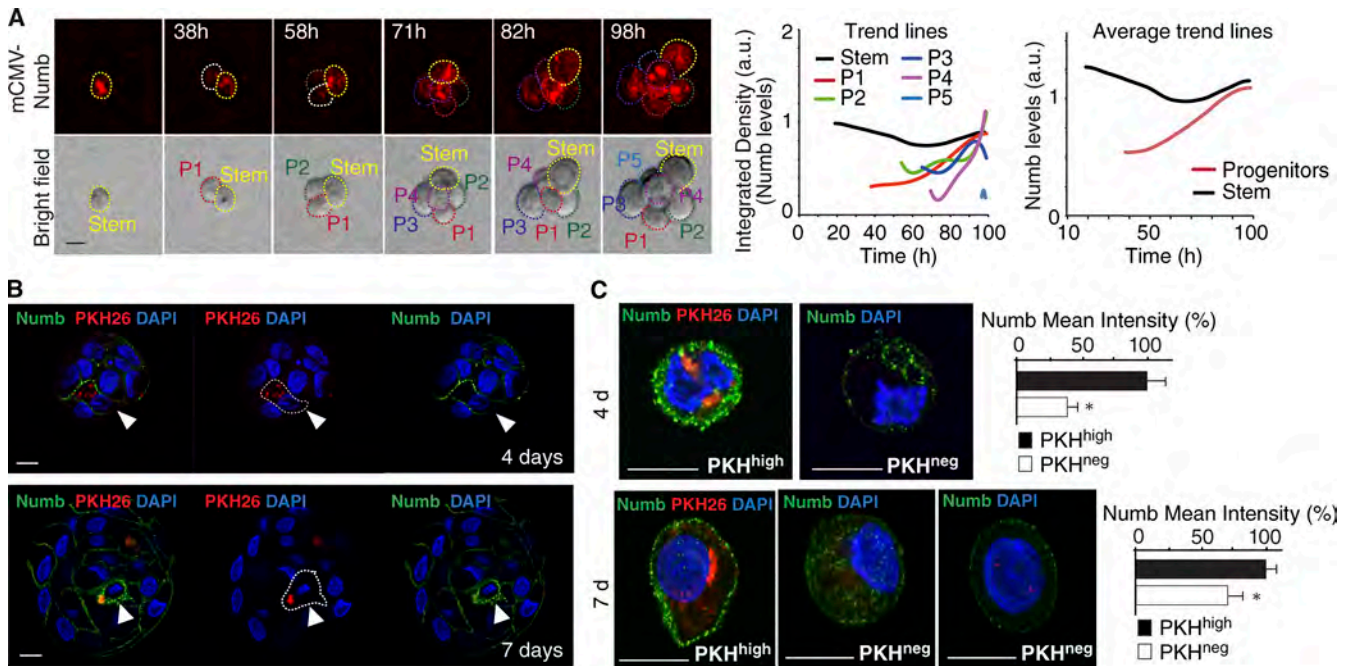 A
mCMV-
Numb
38h
58h
71h
82h
98h
Bright field
Stem
P1
Stem
P2
Stem
P1
Stem
P4
P2
P3
P1
Stem
P4
P3
P1
P2
Stem
P5
P3
P4
P1
P2
Trend lines
Integrated Density (a.u.)
(Numb levels)
2
1
0
Stem
P1
P2
P3
P4
P5
0
20
40
60
80
100
Time (h)
Average trend lines
Numb levels (a.u.)
1
0
Progenitors
Stem
10
50
100
Time (h)
B
Numb PKH26 DAPI
PKH26 DAPI
Numb DAPI
4 days
Numb PKH26 DAPI
PKH26 DAPI
Numb DAPI
7 days
C
4 d
Numb PKH26 DAPI
PKHhigh
Numb DAPI
PKHneg
Numb Mean Intensity (%)
0
50
100
*
PKHhigh
PKHneg
7 d
Numb PKH26 DAPI
PKHhigh
Numb DAPI
PKHneg
Numb DAPI
PKHneg
Numb Mean Intensity (%)
0
50
100
*
PKHhigh
PKHneg